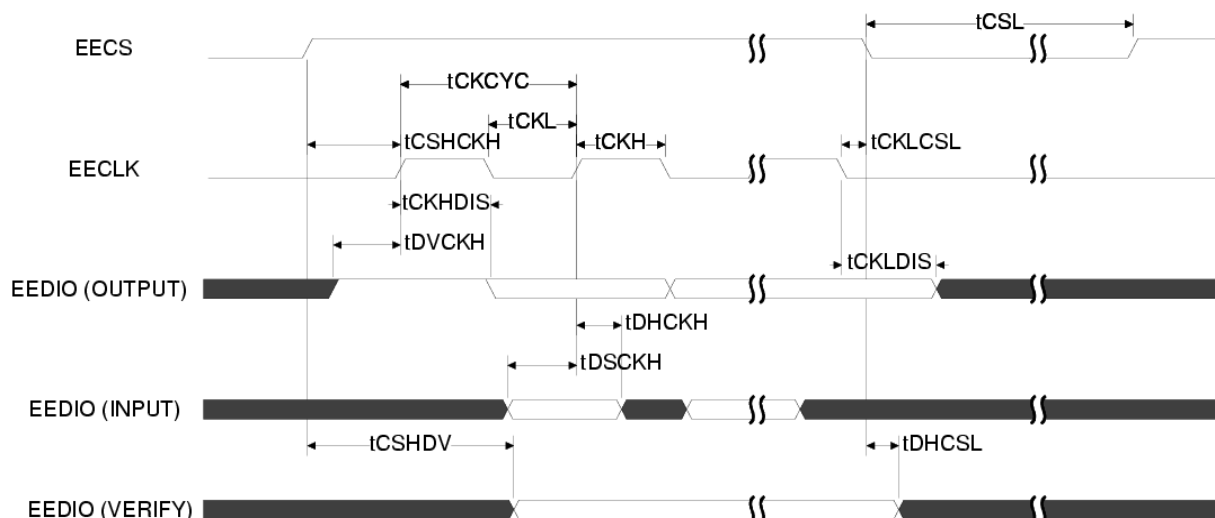 tCSL
EECS
tCKCYC
tCKL
tCSHCKH
tCKH
tCKLCSL
EECLK
tCKHDIS
tDVCKH
tCKLDIS
EEDIO (OUTPUT)
tDHCKH
tDSCKH
EEDIO (INPUT)
tCSHDV
tDHCSL
EEDIO (VERIFY)